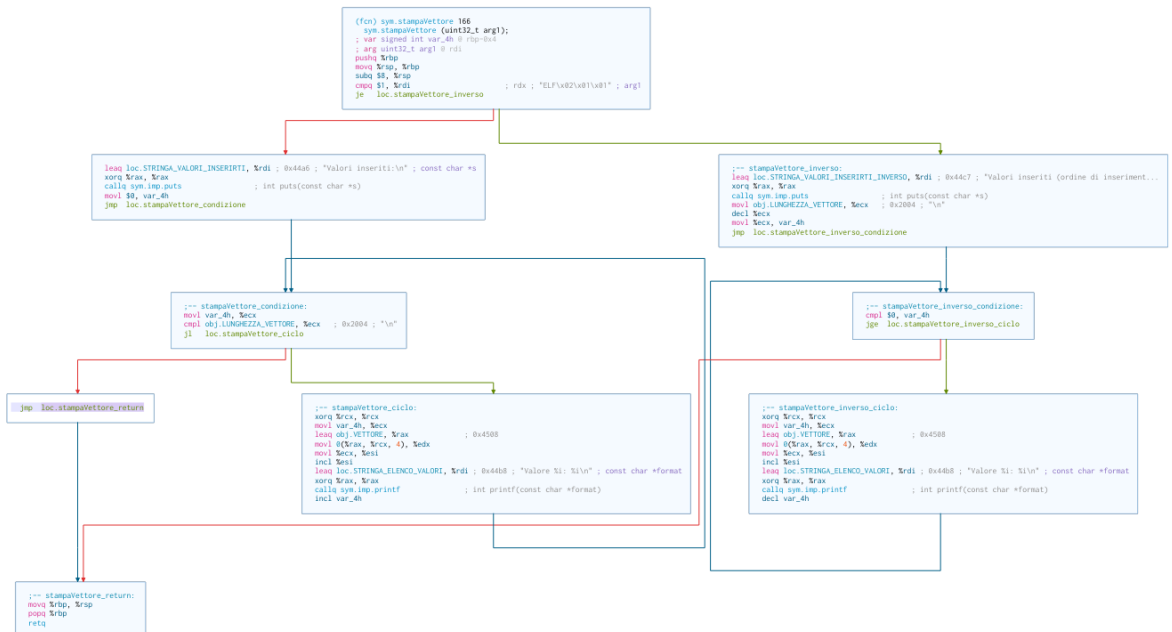 (fcn) sym.stampaVettore 166
sym.stampaVettore (uint32_t arg1);
; var signed int var_4h @ rbp-0x4
; arg uint32_t arg1 @ rdi
pushq %rbp
movq %rsp, %rbp
subq $8, %rsp
cmpq $1, %rdi ; rdx ; "ELF\x02\x01\x01" ; arg1
je loc.stampaVettore_inverso
leaq loc.STRINGA_VALORI_INSERIRTI, %rdi ; 0x44a6 ; "Valori inseriti:\n" ; const char *s
xorq %rax, %rax
callq sym.imp.puts ; int puts(const char *s)
movl $0, var_4h
jmp loc.stampaVettore_condizione
;-- stampaVettore_inverso:
leaq loc.STRINGA_VALORI_INSERIRTI_INVERSO, %rdi ; 0x44c7 ; "Valori inseriti (ordine di inseriment...
xorq %rax, %rax
callq sym.imp.puts ; int puts(const char *s)
movl obj.LUNGHEZZA_VETTORE, %ecx ; 0x2004 ; "\n"
decl %ecx
movl %ecx, var_4h
jmp loc.stampaVettore_inverso_condizione
;-- stampaVettore_condizione:
movl var_4h, %ecx
cmpl obj.LUNGHEZZA_VETTORE, %ecx ; 0x2004 ; "\n"
jl loc.stampaVettore_ciclo
;-- stampaVettore_inverso_condizione:
cmpl $0, var_4h
jge loc.stampaVettore_inverso_ciclo
jmp loc.stampaVettore_return
;-- stampaVettore_ciclo:
xorq %rcx, %rcx
movl var_4h, %ecx
leaq obj.VETTORE, %rax ; 0x4508
movl 0(%rax, %rcx, 4), %edx
movl %ecx, %esi
incl %esi
leaq loc.STRINGA_ELENCO_VALORI, %rdi ; 0x44b8 ; "Valore %i: %i\n" ; const char *format
xorq %rax, %rax
callq sym.imp.printf ; int printf(const char *format)
incl var_4h
;-- stampaVettore_inverso_ciclo:
xorq %rcx, %rcx
movl var_4h, %ecx
leaq obj.VETTORE, %rax ; 0x4508
movl 0(%rax, %rcx, 4), %edx
movl %ecx, %esi
incl %esi
leaq loc.STRINGA_ELENCO_VALORI, %rdi ; 0x44b8 ; "Valore %i: %i\n" ; const char *format
xorq %rax, %rax
callq sym.imp.printf ; int printf(const char *format)
decl var_4h
;-- stampaVettore_return:
movq %rbp, %rsp
popq %rbp
retq